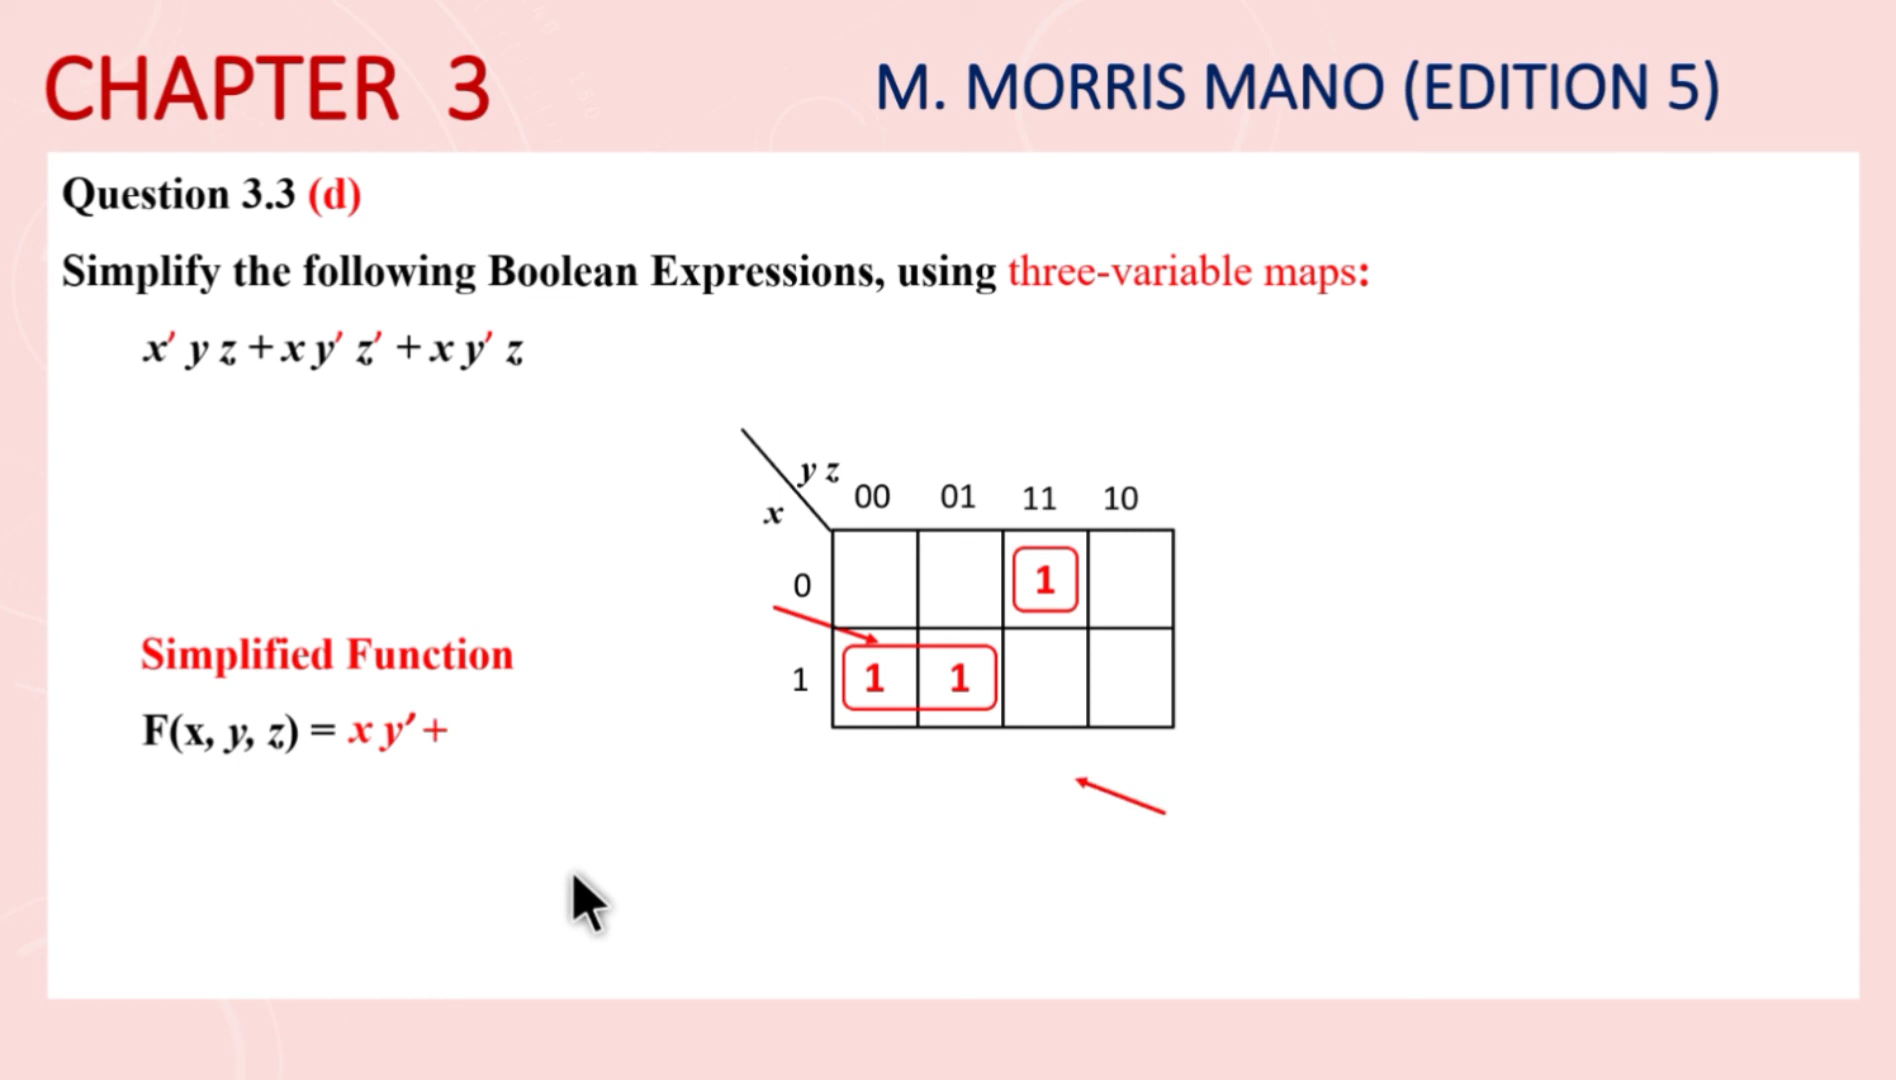 CHAPTER 3
M. MORRIS MANO (EDITION 5)
Question 3.3 (d)
Simplify the following Boolean Expressions, using three-variable maps:
x′ y z + x y′ z′ + x y′ z
y z
x
00 01 11 10
0 1
1 1 1
Simplified Function
F(x, y, z) = x y′ +